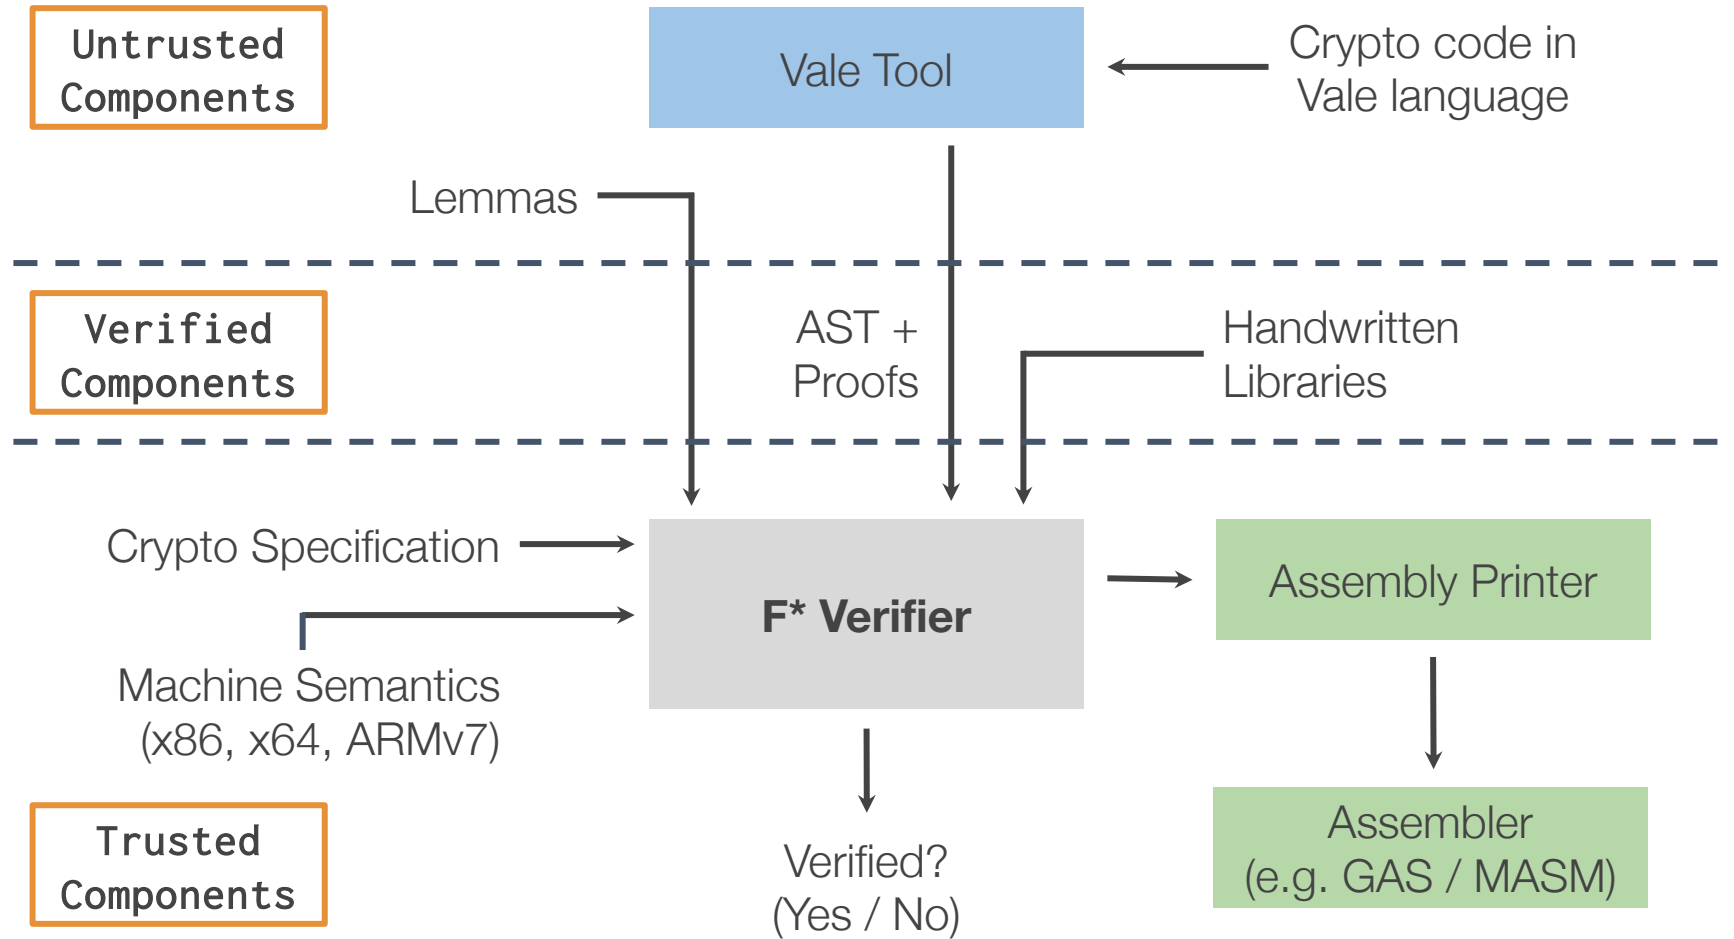 Untrusted
Components
Vale Tool
Crypto code in
Vale language
Lemmas
Verified
Components
AST +
Proofs
Handwritten
Libraries
Crypto Specification
F* Verifier
Assembly Printer
Machine Semantics
(x86, x64, ARMv7)
Trusted
Components
Verified?
(Yes / No)
Assembler
(e.g. GAS / MASM)